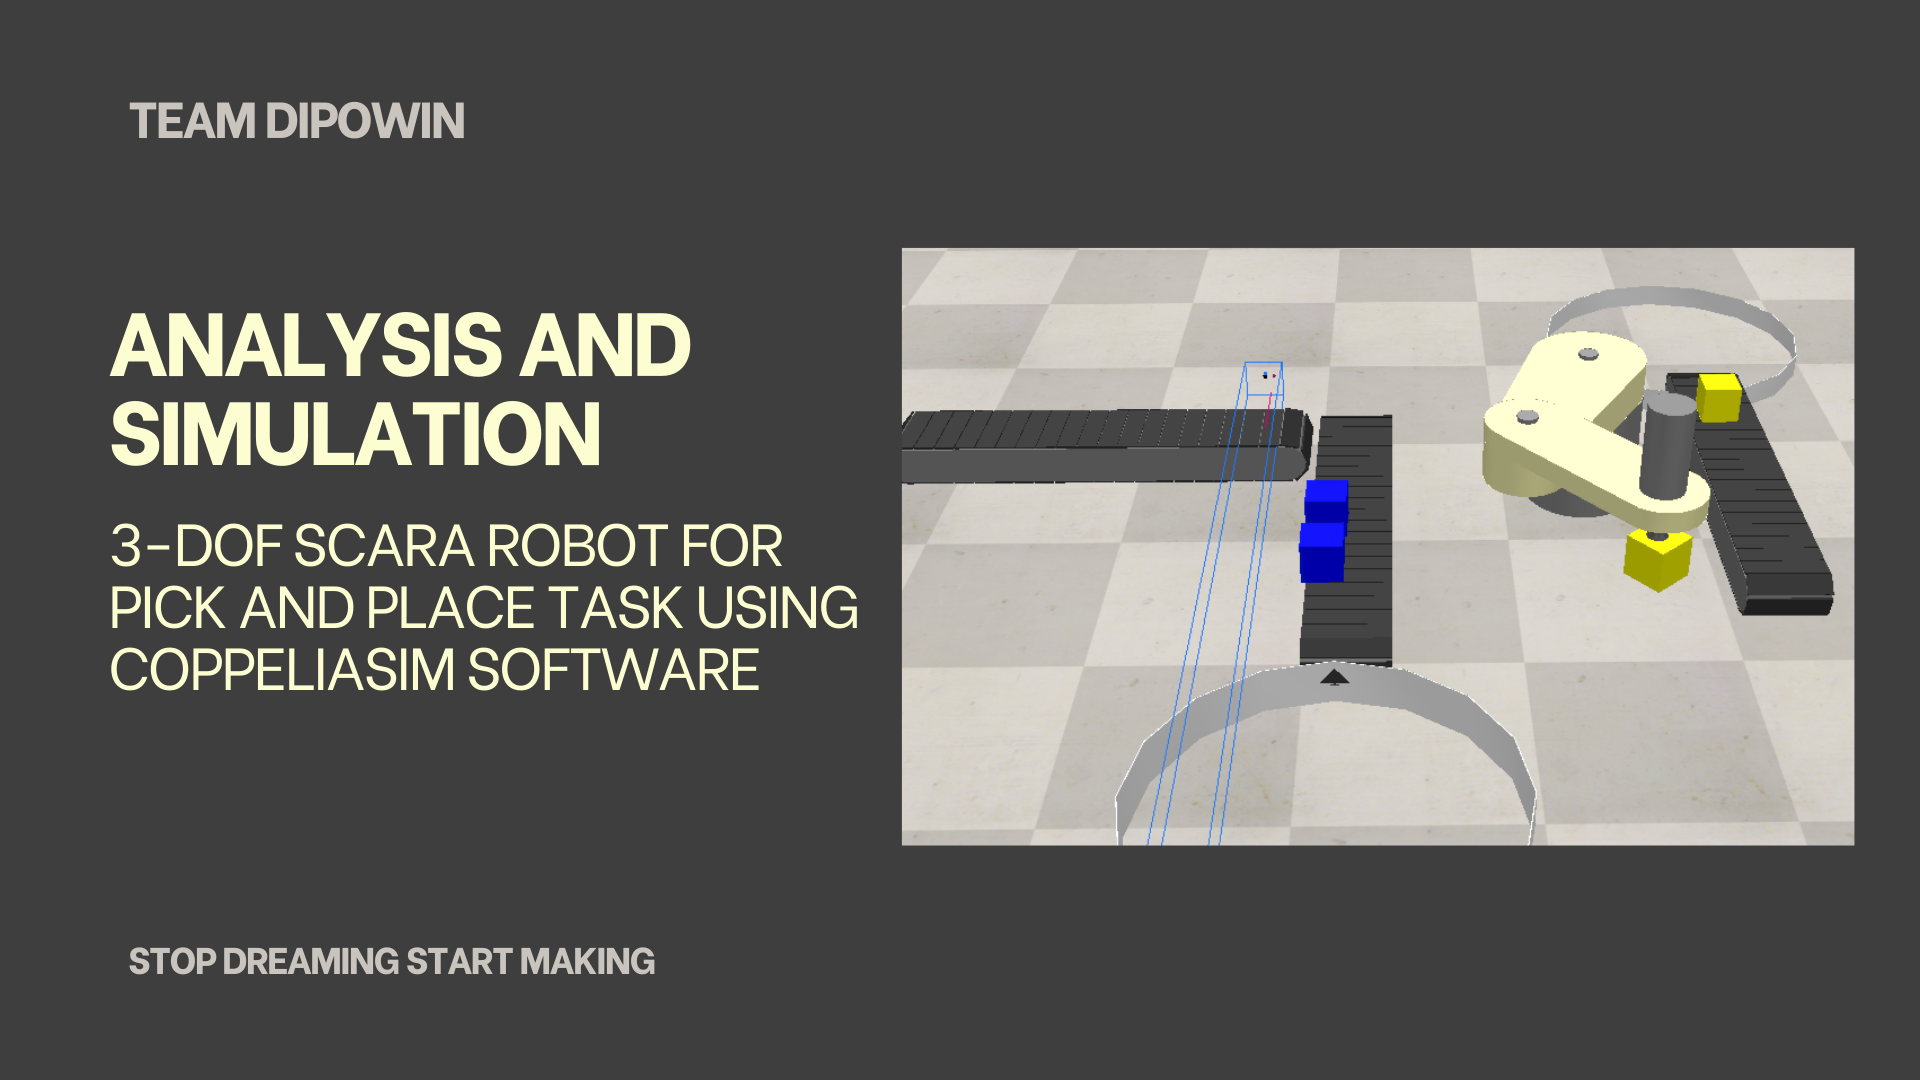 TEAM DIPOWIN
ANALYSIS AND
SIMULATION
3-DOF SCARA ROBOT FOR
PICK AND PLACE TASK USING
COPPELIASIM SOFTWARE
STOP DREAMING START MAKING